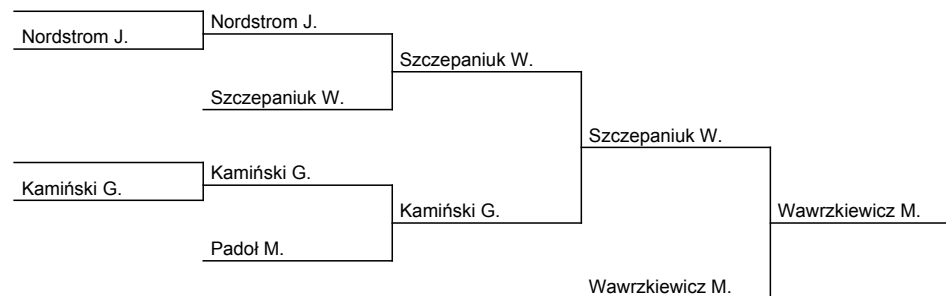 Nordstrom J.
Nordstrom J.
Szczepaniuk W.
Szczepaniuk W.
Szczepaniuk W.
Kamiński G.
Kamiński G.
Kamiński G.
Wawrzkiewicz M.
Padoł M.
Wawrzkiewicz M.